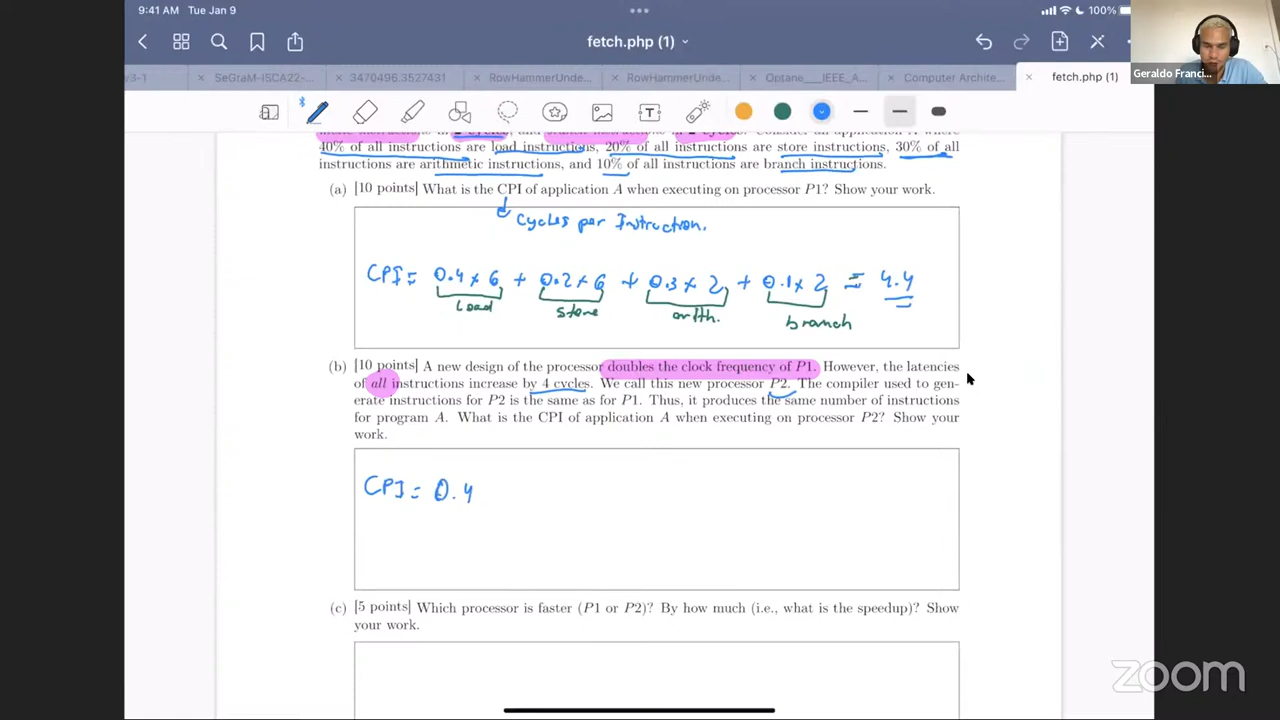 9:41 AM Tue Jan 9
100%
fetch.php (1)
Geraldo Franci...
v3-1
SeGraM-ISCA22-...
3470496.3527431
RowHammerUnde...
RowHammerUnde...
Optane___IEEE_A...
Computer Archite...
fetch.php (1)
40% of all instructions are load instructions, 20% of all instructions are store instructions, 30% of all
instructions are arithmetic instructions, and 10% of all instructions are branch instructions.
(a) [10 points] What is the CPI of application A when executing on processor P1? Show your work.
Cycles per Instruction.
CPI = 0.4 x 6 + 0.2 x 6 + 0.3 x 2 + 0.1 x 2 = 4.4
load store arith. branch
(b) [10 points] A new design of the processor doubles the clock frequency of P1. However, the latencies
of all instructions increase by 4 cycles. We call this new processor P2. The compiler used to gen-
erate instructions for P2 is the same as for P1. Thus, it produces the same number of instructions
for program A. What is the CPI of application A when executing on processor P2? Show your
work.
CPI = 0.4
(c) [5 points] Which processor is faster (P1 or P2)? By how much (i.e., what is the speedup)? Show
your work.
zoom